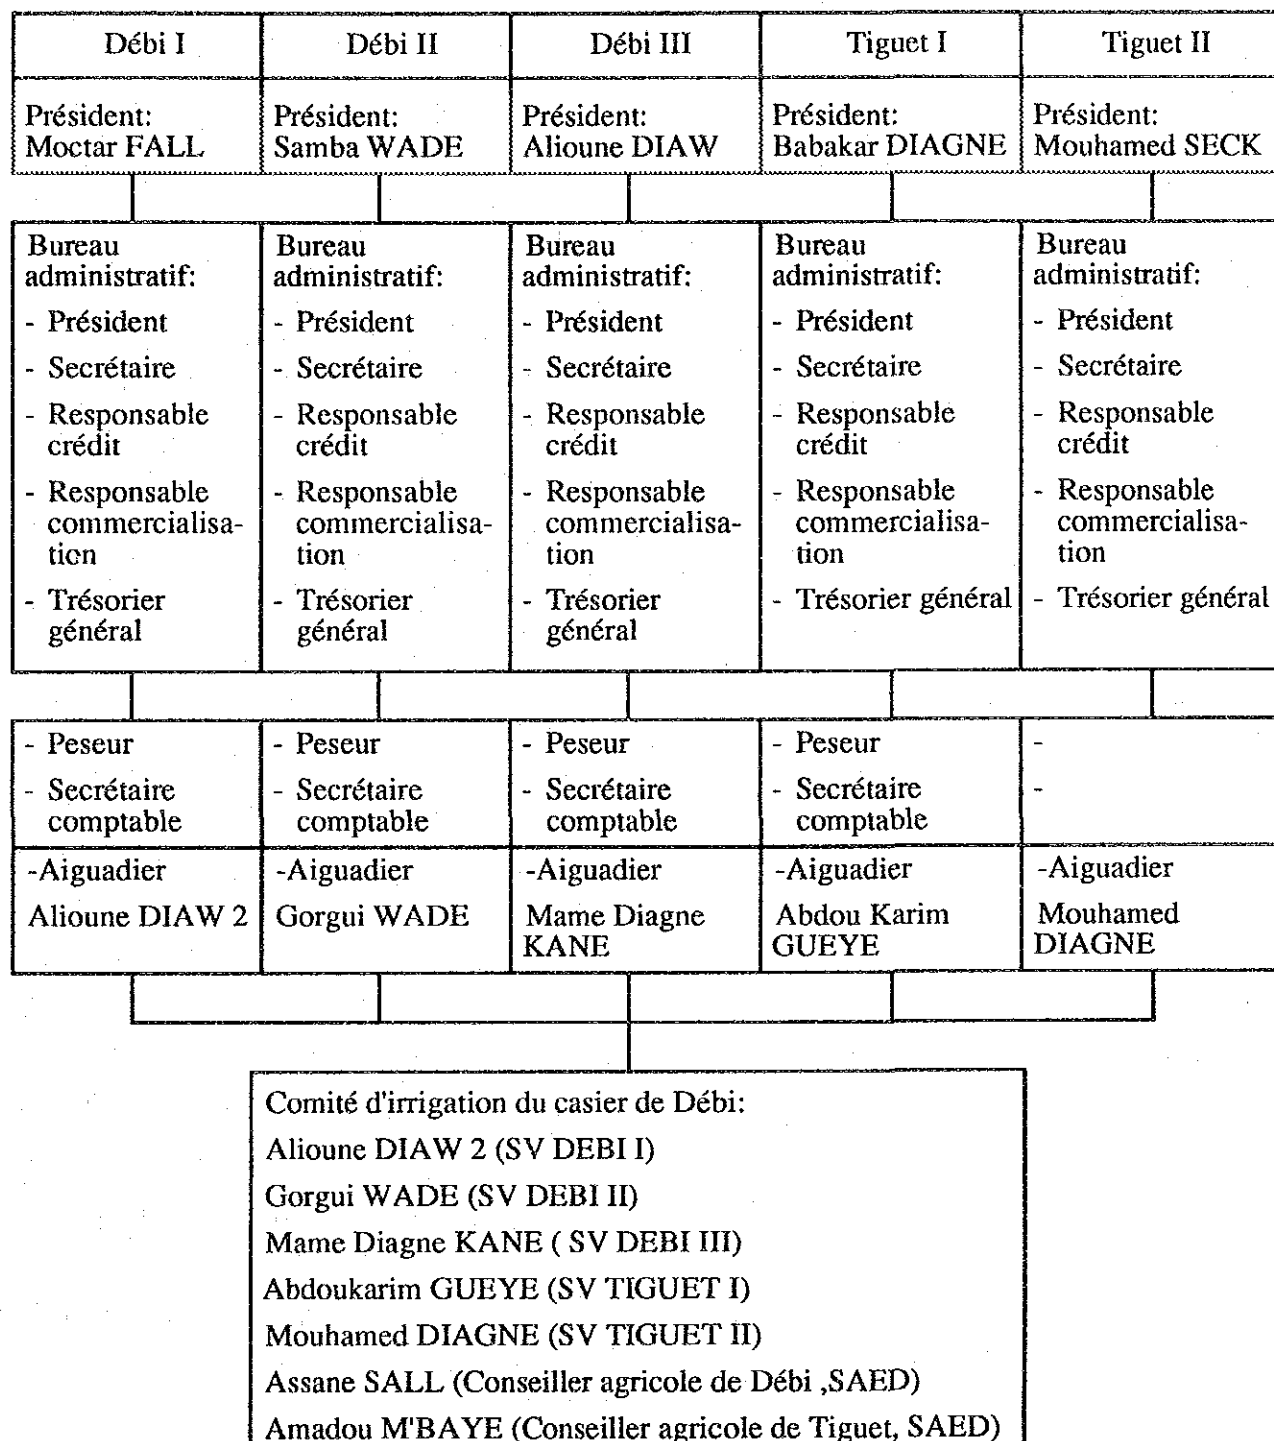 Débi I
Débi II
Débi III
Tiguet I
Tiguet II
Président:
Moctar FALL
Président:
Samba WADE
Président:
Alioune DIAW
Président:
Babakar DIAGNE
Président:
Mouhamed SECK
Bureau
administratif:
- Président
- Secrétaire
- Responsable
crédit
- Responsable
commercialisa-
tion
- Trésorier
général
Bureau
administratif:
- Président
- Secrétaire
- Responsable
crédit
- Responsable
commercialisa-
tion
- Trésorier
général
Bureau
administratif:
- Président
- Secrétaire
- Responsable
crédit
- Responsable
commercialisa-
tion
- Trésorier
général
Bureau
administratif:
- Président
- Secrétaire
- Responsable
crédit
- Responsable
commercialisa-
tion
- Trésorier général
Bureau
administratif:
- Président
- Secrétaire
- Responsable
crédit
- Responsable
commercialisa-
tion
- Trésorier général
- Peseur
- Secrétaire
comptable
- Peseur
- Secrétaire
comptable
- Peseur
- Secrétaire
comptable
- Peseur
- Secrétaire
comptable
-
-
-Aiguadier
Alioune DIAW 2
-Aiguadier
Gorgui WADE
-Aiguadier
Mame Diagne
KANE
-Aiguadier
Abdou Karim
GUEYE
-Aiguadier
Mouhamed
DIAGNE
Comité d'irrigation du casier de Débi:
Alioune DIAW 2 (SV DEBI I)
Gorgui WADE (SV DEBI II)
Mame Diagne KANE ( SV DEBI III)
Abdoukarim GUEYE (SV TIGUET I)
Mouhamed DIAGNE (SV TIGUET II)
Assane SALL (Conseiller agricole de Débi ,SAED)
Amadou M'BAYE (Conseiller agricole de Tiguet, SAED)